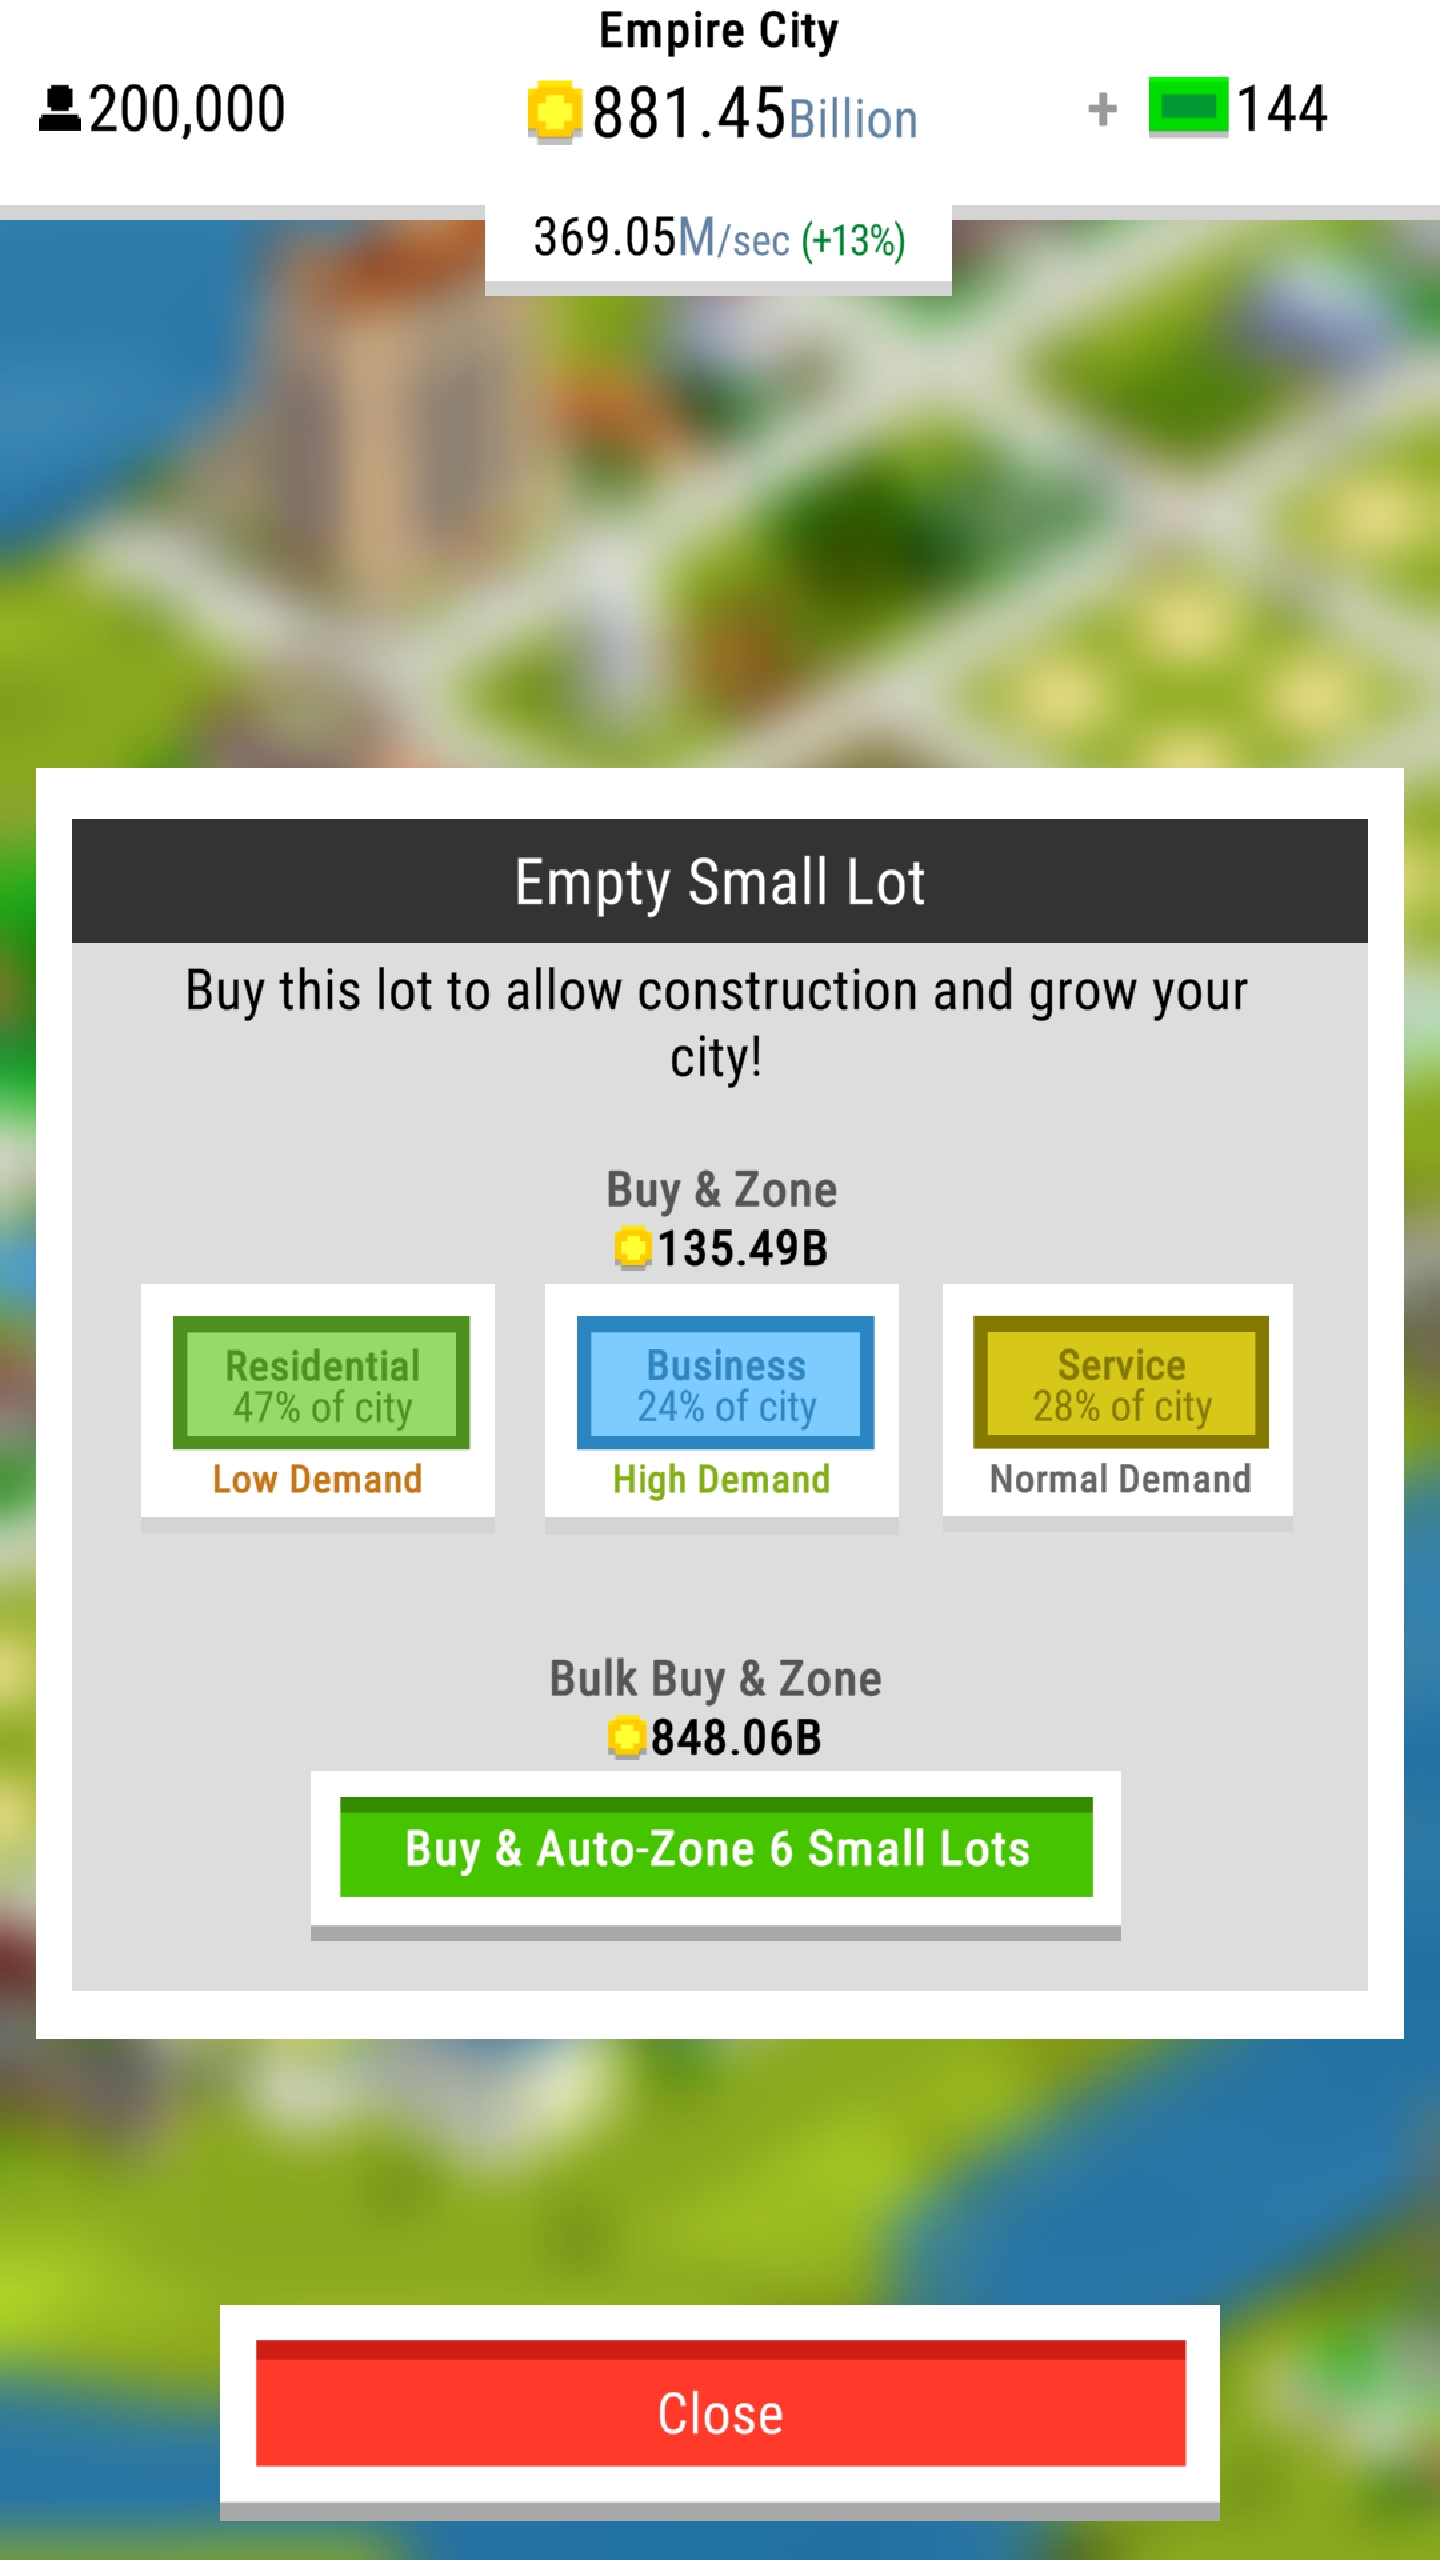 Empire City
200,000
881.45Billion
+ 144
369.05M/sec (+13%)
Empty Small Lot
Buy this lot to allow construction and grow your
city!
Buy & Zone
135.49B
Residential
47% of city
Low Demand
Business
24% of city
High Demand
Service
28% of city
Normal Demand
Bulk Buy & Zone
848.06B
Buy & Auto-Zone 6 Small Lots
Close